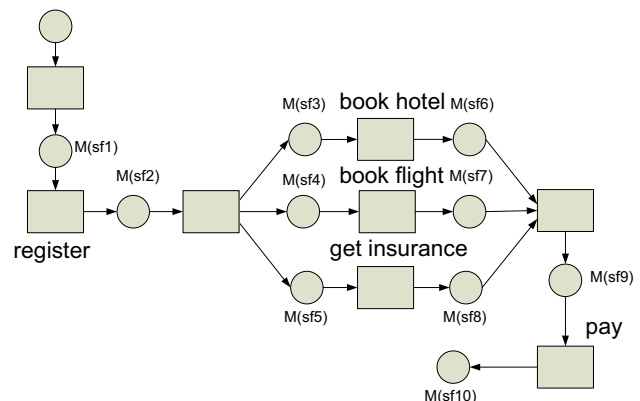 M(sf3)
book hotel
M(sf6)
M(sf1)
M(sf2)
M(sf4)
book flight
M(sf7)
register
get insurance
M(sf5)
M(sf8)
M(sf9)
pay
M(sf10)